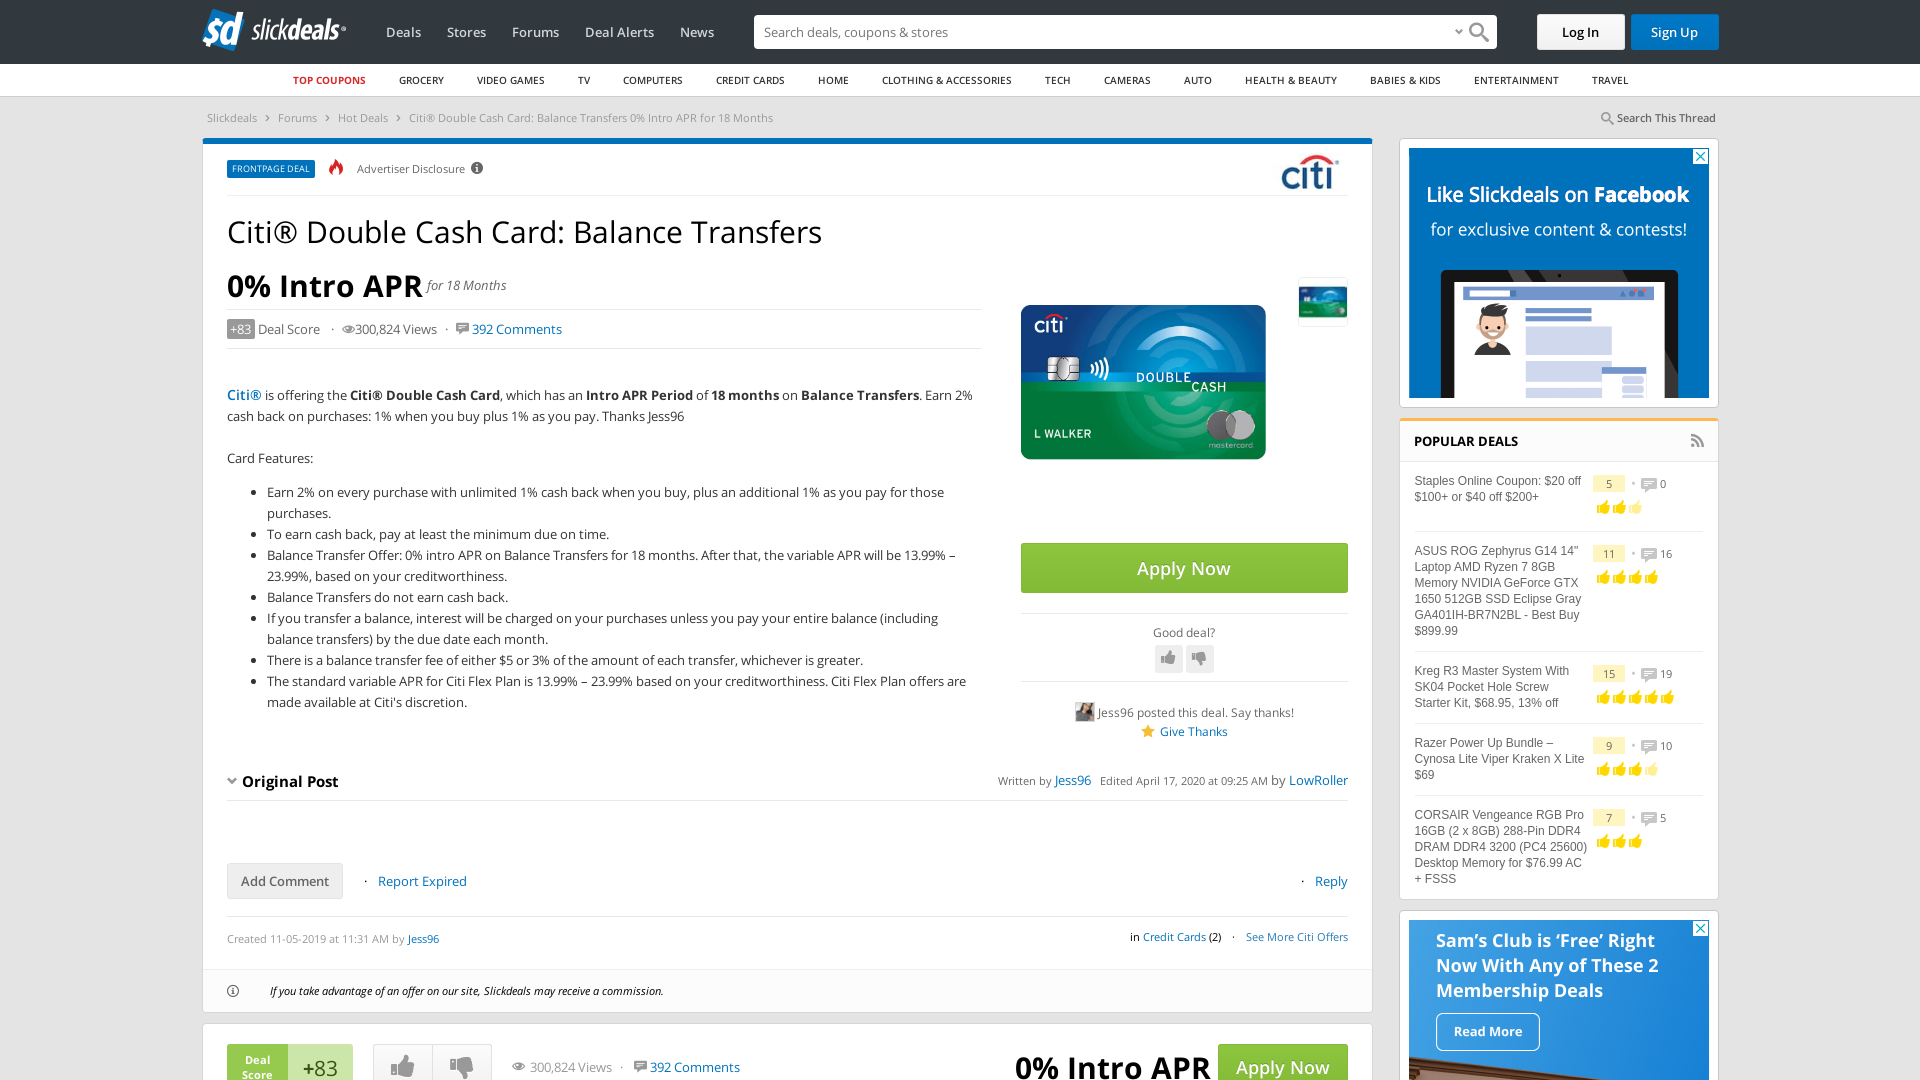 sd slickdeals
Deals Stores Forums Deal Alerts News
Search deals, coupons & stores
Log In Sign Up
TOP COUPONS GROCERY VIDEO GAMES TV COMPUTERS CREDIT CARDS HOME CLOTHING & ACCESSORIES TECH CAMERAS AUTO HEALTH & BEAUTY BABIES & KIDS ENTERTAINMENT TRAVEL
Slickdeals › Forums › Hot Deals › Citi® Double Cash Card: Balance Transfers 0% Intro APR for 18 Months
Search This Thread
FRONTPAGE DEAL Advertiser Disclosure
citi
Citi® Double Cash Card: Balance Transfers
0% Intro APR for 18 Months
+83 Deal Score · 300,824 Views · 392 Comments
Citi® is offering the Citi® Double Cash Card, which has an Intro APR Period of 18 months on Balance Transfers. Earn 2%
cash back on purchases: 1% when you buy plus 1% as you pay. Thanks Jess96
Card Features:
• Earn 2% on every purchase with unlimited 1% cash back when you buy, plus an additional 1% as you pay for those
purchases.
• To earn cash back, pay at least the minimum due on time.
• Balance Transfer Offer: 0% intro APR on Balance Transfers for 18 months. After that, the variable APR will be 13.99% –
23.99%, based on your creditworthiness.
• Balance Transfers do not earn cash back.
• If you transfer a balance, interest will be charged on your purchases unless you pay your entire balance (including
balance transfers) by the due date each month.
• There is a balance transfer fee of either $5 or 3% of the amount of each transfer, whichever is greater.
• The standard variable APR for Citi Flex Plan is 13.99% – 23.99% based on your creditworthiness. Citi Flex Plan offers are
made available at Citi's discretion.
citi
DOUBLE
CASH
L WALKER
mastercard
Apply Now
Good deal?
Jess96 posted this deal. Say thanks!
Give Thanks
Original Post
Written by Jess96 Edited April 17, 2020 at 09:25 AM by LowRoller
Add Comment · Report Expired
· Reply
Created 11-05-2019 at 11:31 AM by Jess96
in Credit Cards (2) · See More Citi Offers
If you take advantage of an offer on our site, Slickdeals may receive a commission.
Deal
Score
+83
300,824 Views · 392 Comments
0% Intro APR
Apply Now
Like Slickdeals on Facebook
for exclusive content & contests!
POPULAR DEALS
Staples Online Coupon: $20 off
$100+ or $40 off $200+
5 • 0
ASUS ROG Zephyrus G14 14"
Laptop AMD Ryzen 7 8GB
Memory NVIDIA GeForce GTX
1650 512GB SSD Eclipse Gray
GA401IH-BR7N2BL - Best Buy
$899.99
11 • 16
Kreg R3 Master System With
SK04 Pocket Hole Screw
Starter Kit, $68.95, 13% off
15 • 19
Razer Power Up Bundle –
Cynosa Lite Viper Kraken X Lite
$69
9 • 10
CORSAIR Vengeance RGB Pro
16GB (2 x 8GB) 288-Pin DDR4
DRAM DDR4 3200 (PC4 25600)
Desktop Memory for $76.99 AC
+ FSSS
7 • 5
Sam's Club is ‘Free’ Right
Now With Any of These 2
Membership Deals
Read More